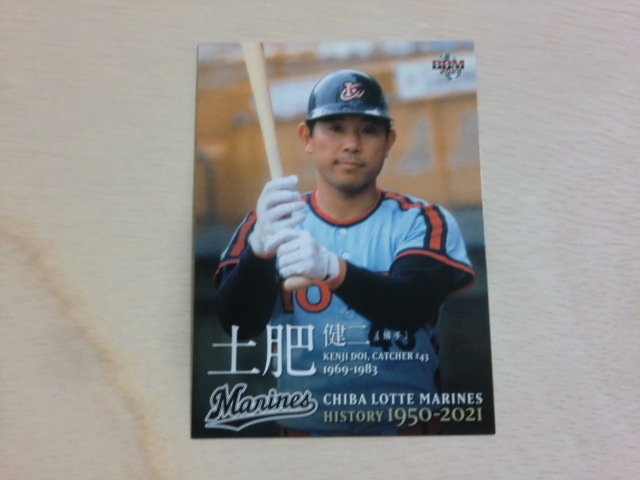 BBM
土肥 健二 [捕手]
KENJI DOI, CATCHER #43
1969-1983
Marines
CHIBA LOTTE MARINES
HISTORY 1950-2021